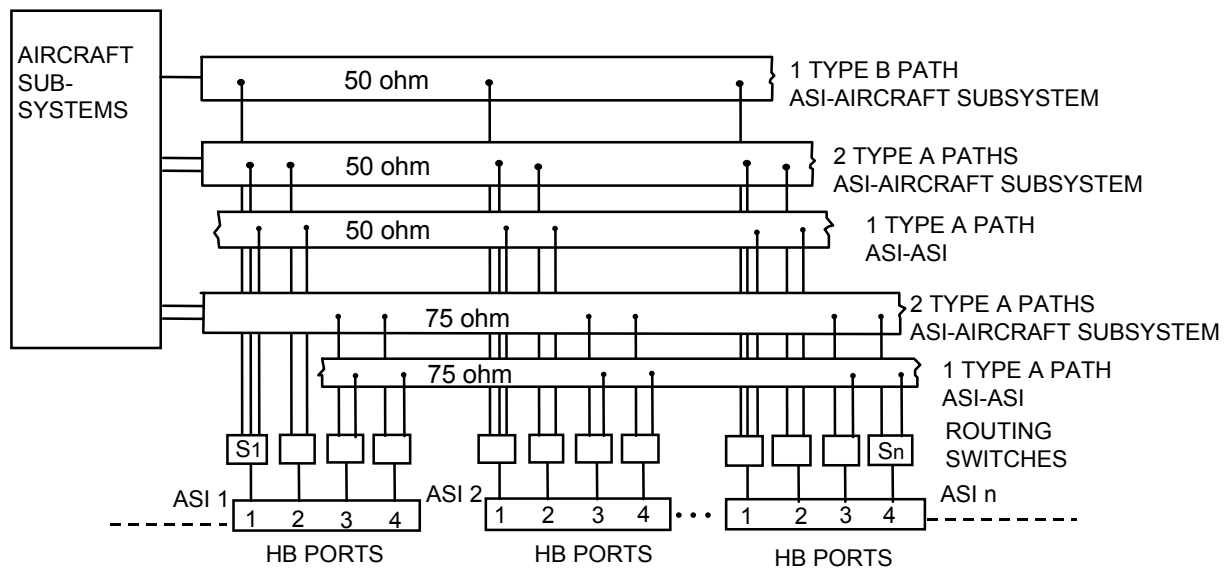 AIRCRAFT
SUB-
SYSTEMS
50 ohm
1 TYPE B PATH
ASI-AIRCRAFT SUBSYSTEM
50 ohm
2 TYPE A PATHS
ASI-AIRCRAFT SUBSYSTEM
50 ohm
1 TYPE A PATH
ASI-ASI
75 ohm
2 TYPE A PATHS
ASI-AIRCRAFT SUBSYSTEM
75 ohm
1 TYPE A PATH
ASI-ASI
S1
Sn
ROUTING
SWITCHES
ASI 1
1 2 3 4
ASI 2
1 2 3 4
1 2 3 4
ASI n
HB PORTS
HB PORTS
HB PORTS